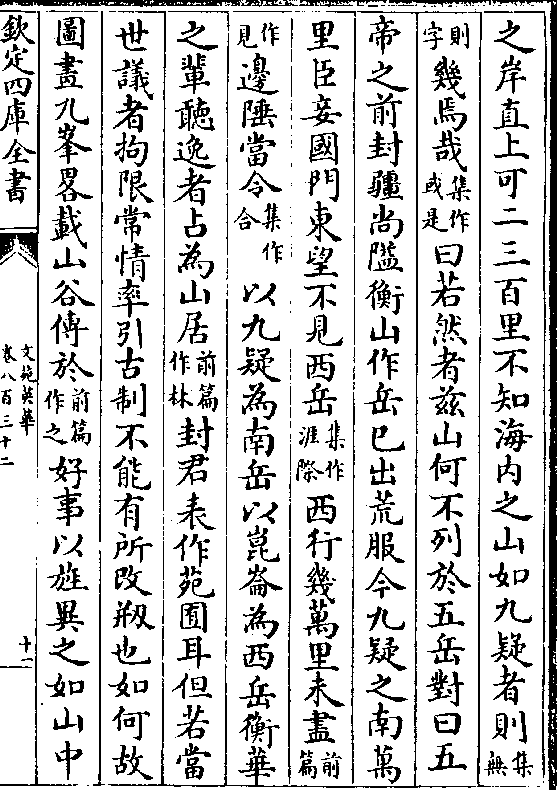 之岸直上可二三百里不知海内之山如九疑者則集無
則字幾焉哉集作或是曰若然者茲山何不列於五岳對曰五
帝之前封疆尚隘衡山作岳巳出荒服今九疑之南萬
里臣妾國門東望不見西岳集作涯際西行幾萬里未盡前篇
作見邊陲當令集作合以九疑為南岳以崑崙為西岳衡華
之輩聽逸者占為山居前篇作林封君表作苑囿耳但若當
世議者拘限常情牽引古制不能有所改剏也如何故
圖畫九峯畧載山谷傳於前篇作之好事以旌異之如山中
欽定四庫全書
文苑英華
卷八百三十二
十一